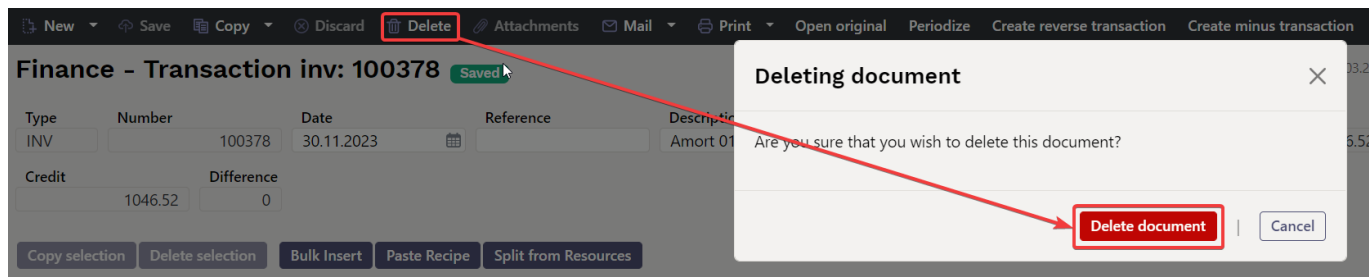 New Save Copy Discard Delete Attachments Mail Print Open original Periodize Create reverse transaction Create minus transaction
Finance - Transaction inv: 100378 Saved
Type Number Date Reference
INV 100378 30.11.2023 Amort 01
Credit Difference
1046.52 0
Copy selection Delete selection Bulk Insert Paste Recipe Split from Resources
Deleting document
Are you sure that you wish to delete this document?
Delete document | Cancel